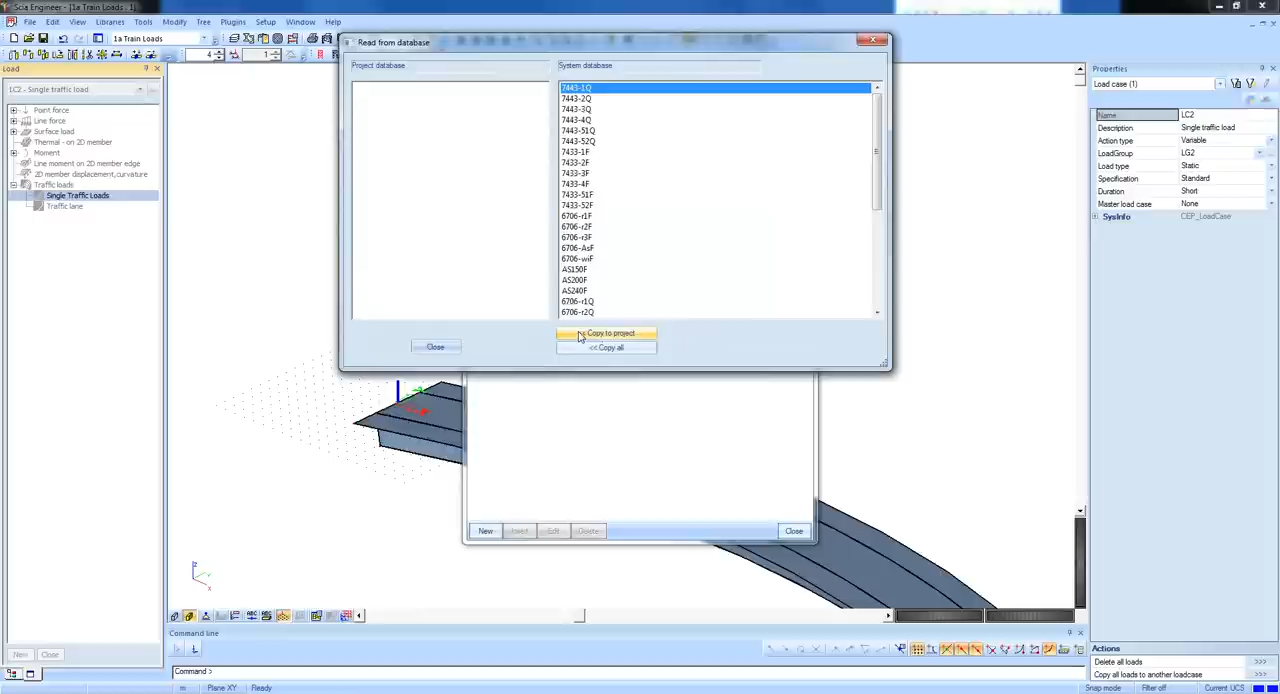 Scia Engineer - [1a Train Loads : 1]
File Edit View Libraries Tools Modify Tree Plugins Setup Window Help
1a Train Loads
4 1
Load
LC2 - Single traffic load
Point force
Line force
Surface load
Thermal - on 2D member
Moment
Line moment on 2D member edge
2D member displacement,curvature
Traffic loads
Single Traffic Loads
Traffic lane
New Close
Read from database
Project database
System database
7443-1Q
7443-2Q
7443-3Q
7443-4Q
7443-51Q
7443-52Q
7433-1F
7433-2F
7433-3F
7433-4F
7433-51F
7433-52F
6706-r1F
6706-r2F
6706-r3F
6706-AsF
6706-wiF
AS150F
AS200F
AS240F
6706-r1Q
6706-r2Q
<< Copy to project
<< Copy all
Close
New Insert Edit Delete Close
Properties
Load case (1)
Name LC2
Description Single traffic load
Action type Variable
LoadGroup LG2
Load type Static
Specification Standard
Duration Short
Master load case None
SysInfo CEP_LoadCase
Actions
Delete all loads >>>
Copy all loads to another loadcase >>>
Command line
Command >
m Plane XY Ready Snap mode Filter off Current UCS